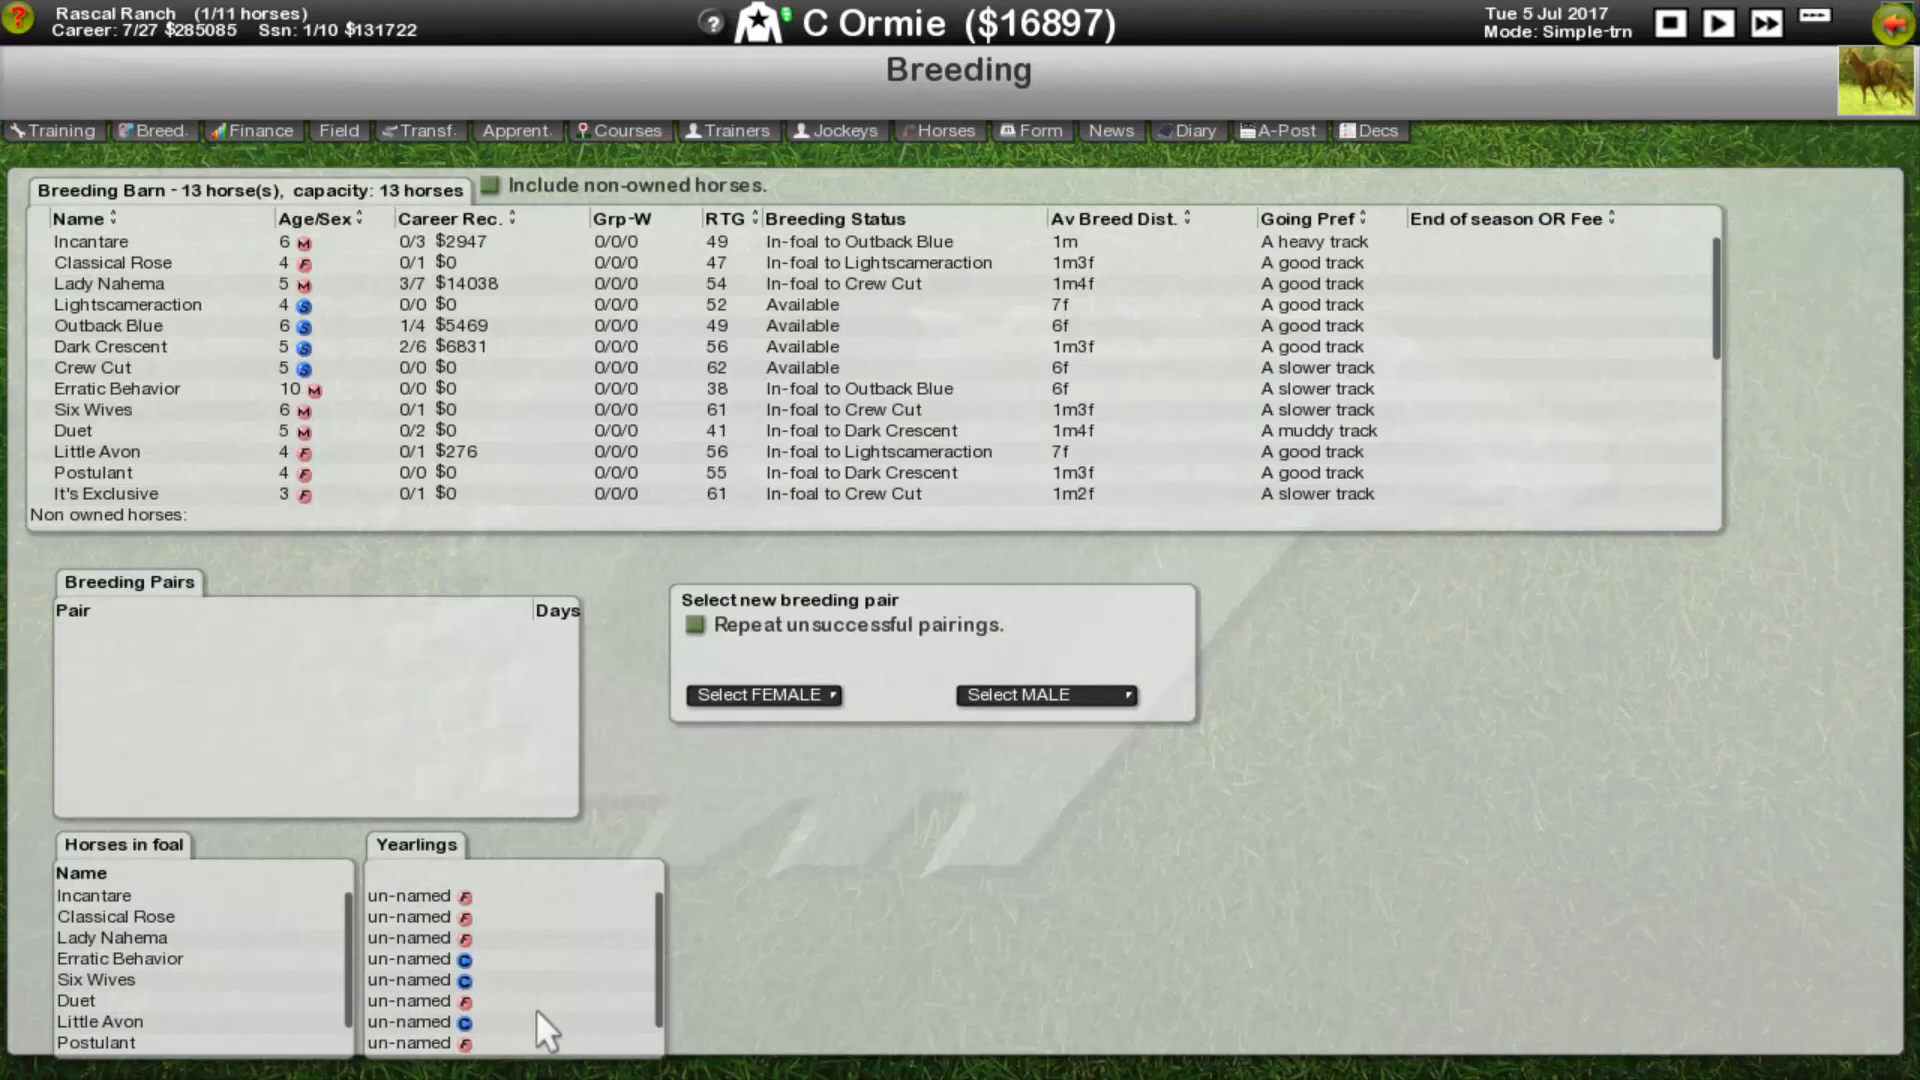 Rascal Ranch (1/11 horses)
Career: 7/27 $285085 Ssn: 1/10 $131722
C Ormie ($16897)
Tue 5 Jul 2017
Mode: Simple-trn
Breeding
Training Breed. Finance Field Transf. Apprent. Courses Trainers Jockeys Horses Form News Diary A-Post Decs
Breeding Barn - 13 horse(s), capacity: 13 horses Include non-owned horses.
Name Age/Sex Career Rec. Grp-W RTG Breeding Status Av Breed Dist. Going Pref End of season OR Fee
Incantare 6 M 0/3 $2947 0/0/0 49 In-foal to Outback Blue 1m A heavy track
Classical Rose 4 F 0/1 $0 0/0/0 47 In-foal to Lightscameraction 1m3f A good track
Lady Nahema 5 M 3/7 $14038 0/0/0 54 In-foal to Crew Cut 1m4f A good track
Lightscameraction 4 S 0/0 $0 0/0/0 52 Available 7f A good track
Outback Blue 6 S 1/4 $5469 0/0/0 49 Available 6f A good track
Dark Crescent 5 S 2/6 $6831 0/0/0 56 Available 1m3f A good track
Crew Cut 5 S 0/0 $0 0/0/0 62 Available 6f A slower track
Erratic Behavior 10 M 0/0 $0 0/0/0 38 In-foal to Outback Blue 6f A slower track
Six Wives 6 M 0/1 $0 0/0/0 61 In-foal to Crew Cut 1m3f A slower track
Duet 5 M 0/2 $0 0/0/0 41 In-foal to Dark Crescent 1m4f A muddy track
Little Avon 4 F 0/1 $276 0/0/0 56 In-foal to Lightscameraction 7f A good track
Postulant 4 F 0/0 $0 0/0/0 55 In-foal to Dark Crescent 1m3f A good track
It's Exclusive 3 F 0/1 $0 0/0/0 61 In-foal to Crew Cut 1m2f A slower track
Non owned horses:
Breeding Pairs
Pair Days
Select new breeding pair
Repeat unsuccessful pairings.
Select FEMALE Select MALE
Horses in foal
Name
Incantare
Classical Rose
Lady Nahema
Erratic Behavior
Six Wives
Duet
Little Avon
Postulant
Yearlings
un-named F
un-named F
un-named F
un-named C
un-named C
un-named F
un-named C
un-named F